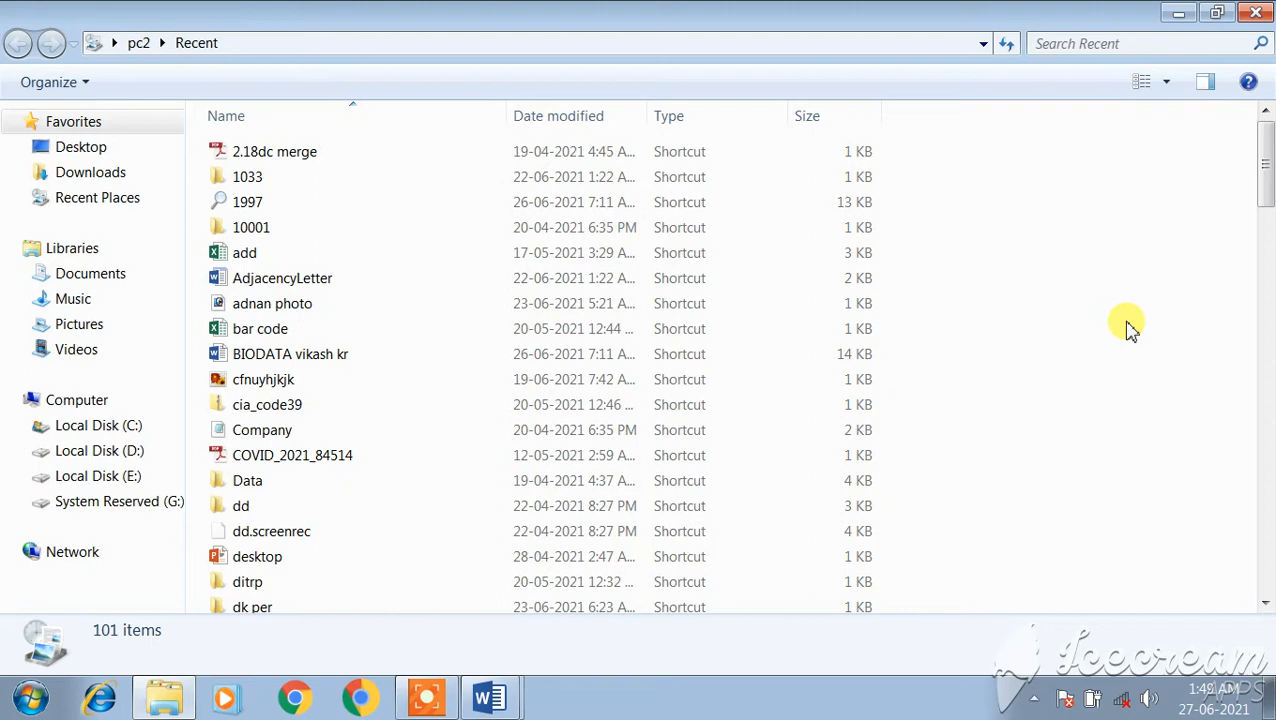 pc2 Recent Search Recent
Organize
Name Date modified Type Size
Favorites
Desktop
Downloads
Recent Places
Libraries
Documents
Music
Pictures
Videos
Computer
Local Disk (C:)
Local Disk (D:)
Local Disk (E:)
System Reserved (G:)
Network
2.18dc merge 19-04-2021 4:45 A... Shortcut 1 KB
1033 22-06-2021 1:22 A... Shortcut 1 KB
1997 26-06-2021 7:11 A... Shortcut 13 KB
10001 20-04-2021 6:35 PM Shortcut 1 KB
add 17-05-2021 3:29 A... Shortcut 3 KB
AdjacencyLetter 22-06-2021 1:22 A... Shortcut 2 KB
adnan photo 23-06-2021 5:21 A... Shortcut 1 KB
bar code 20-05-2021 12:44 ... Shortcut 1 KB
BIODATA vikash kr 26-06-2021 7:11 A... Shortcut 14 KB
cfnuyhjkjk 19-06-2021 7:42 A... Shortcut 1 KB
cia_code39 20-05-2021 12:46 ... Shortcut 1 KB
Company 20-04-2021 6:35 PM Shortcut 2 KB
COVID_2021_84514 12-05-2021 2:59 A... Shortcut 1 KB
Data 19-04-2021 4:37 A... Shortcut 4 KB
dd 22-04-2021 8:27 PM Shortcut 3 KB
dd.screenrec 22-04-2021 8:27 PM Shortcut 4 KB
desktop 28-04-2021 2:47 A... Shortcut 1 KB
ditrp 20-05-2021 12:32 ... Shortcut 1 KB
dk per 23-06-2021 6:23 A... Shortcut 1 KB
101 items
Icecream
APPS
1:49 AM
27-06-2021